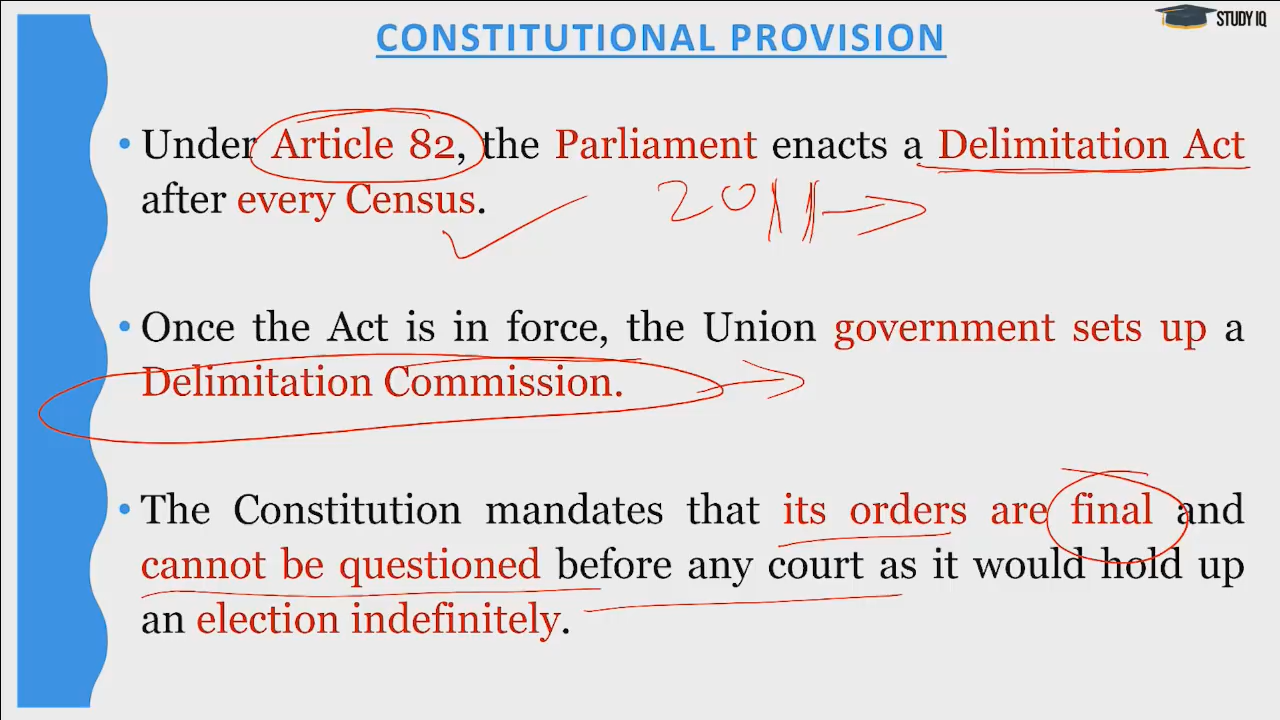 STUDY IQ
CONSTITUTIONAL PROVISION
• Under Article 82, the Parliament enacts a Delimitation Act
after every Census.
2011
• Once the Act is in force, the Union government sets up a
Delimitation Commission.
• The Constitution mandates that its orders are final and
cannot be questioned before any court as it would hold up
an election indefinitely.